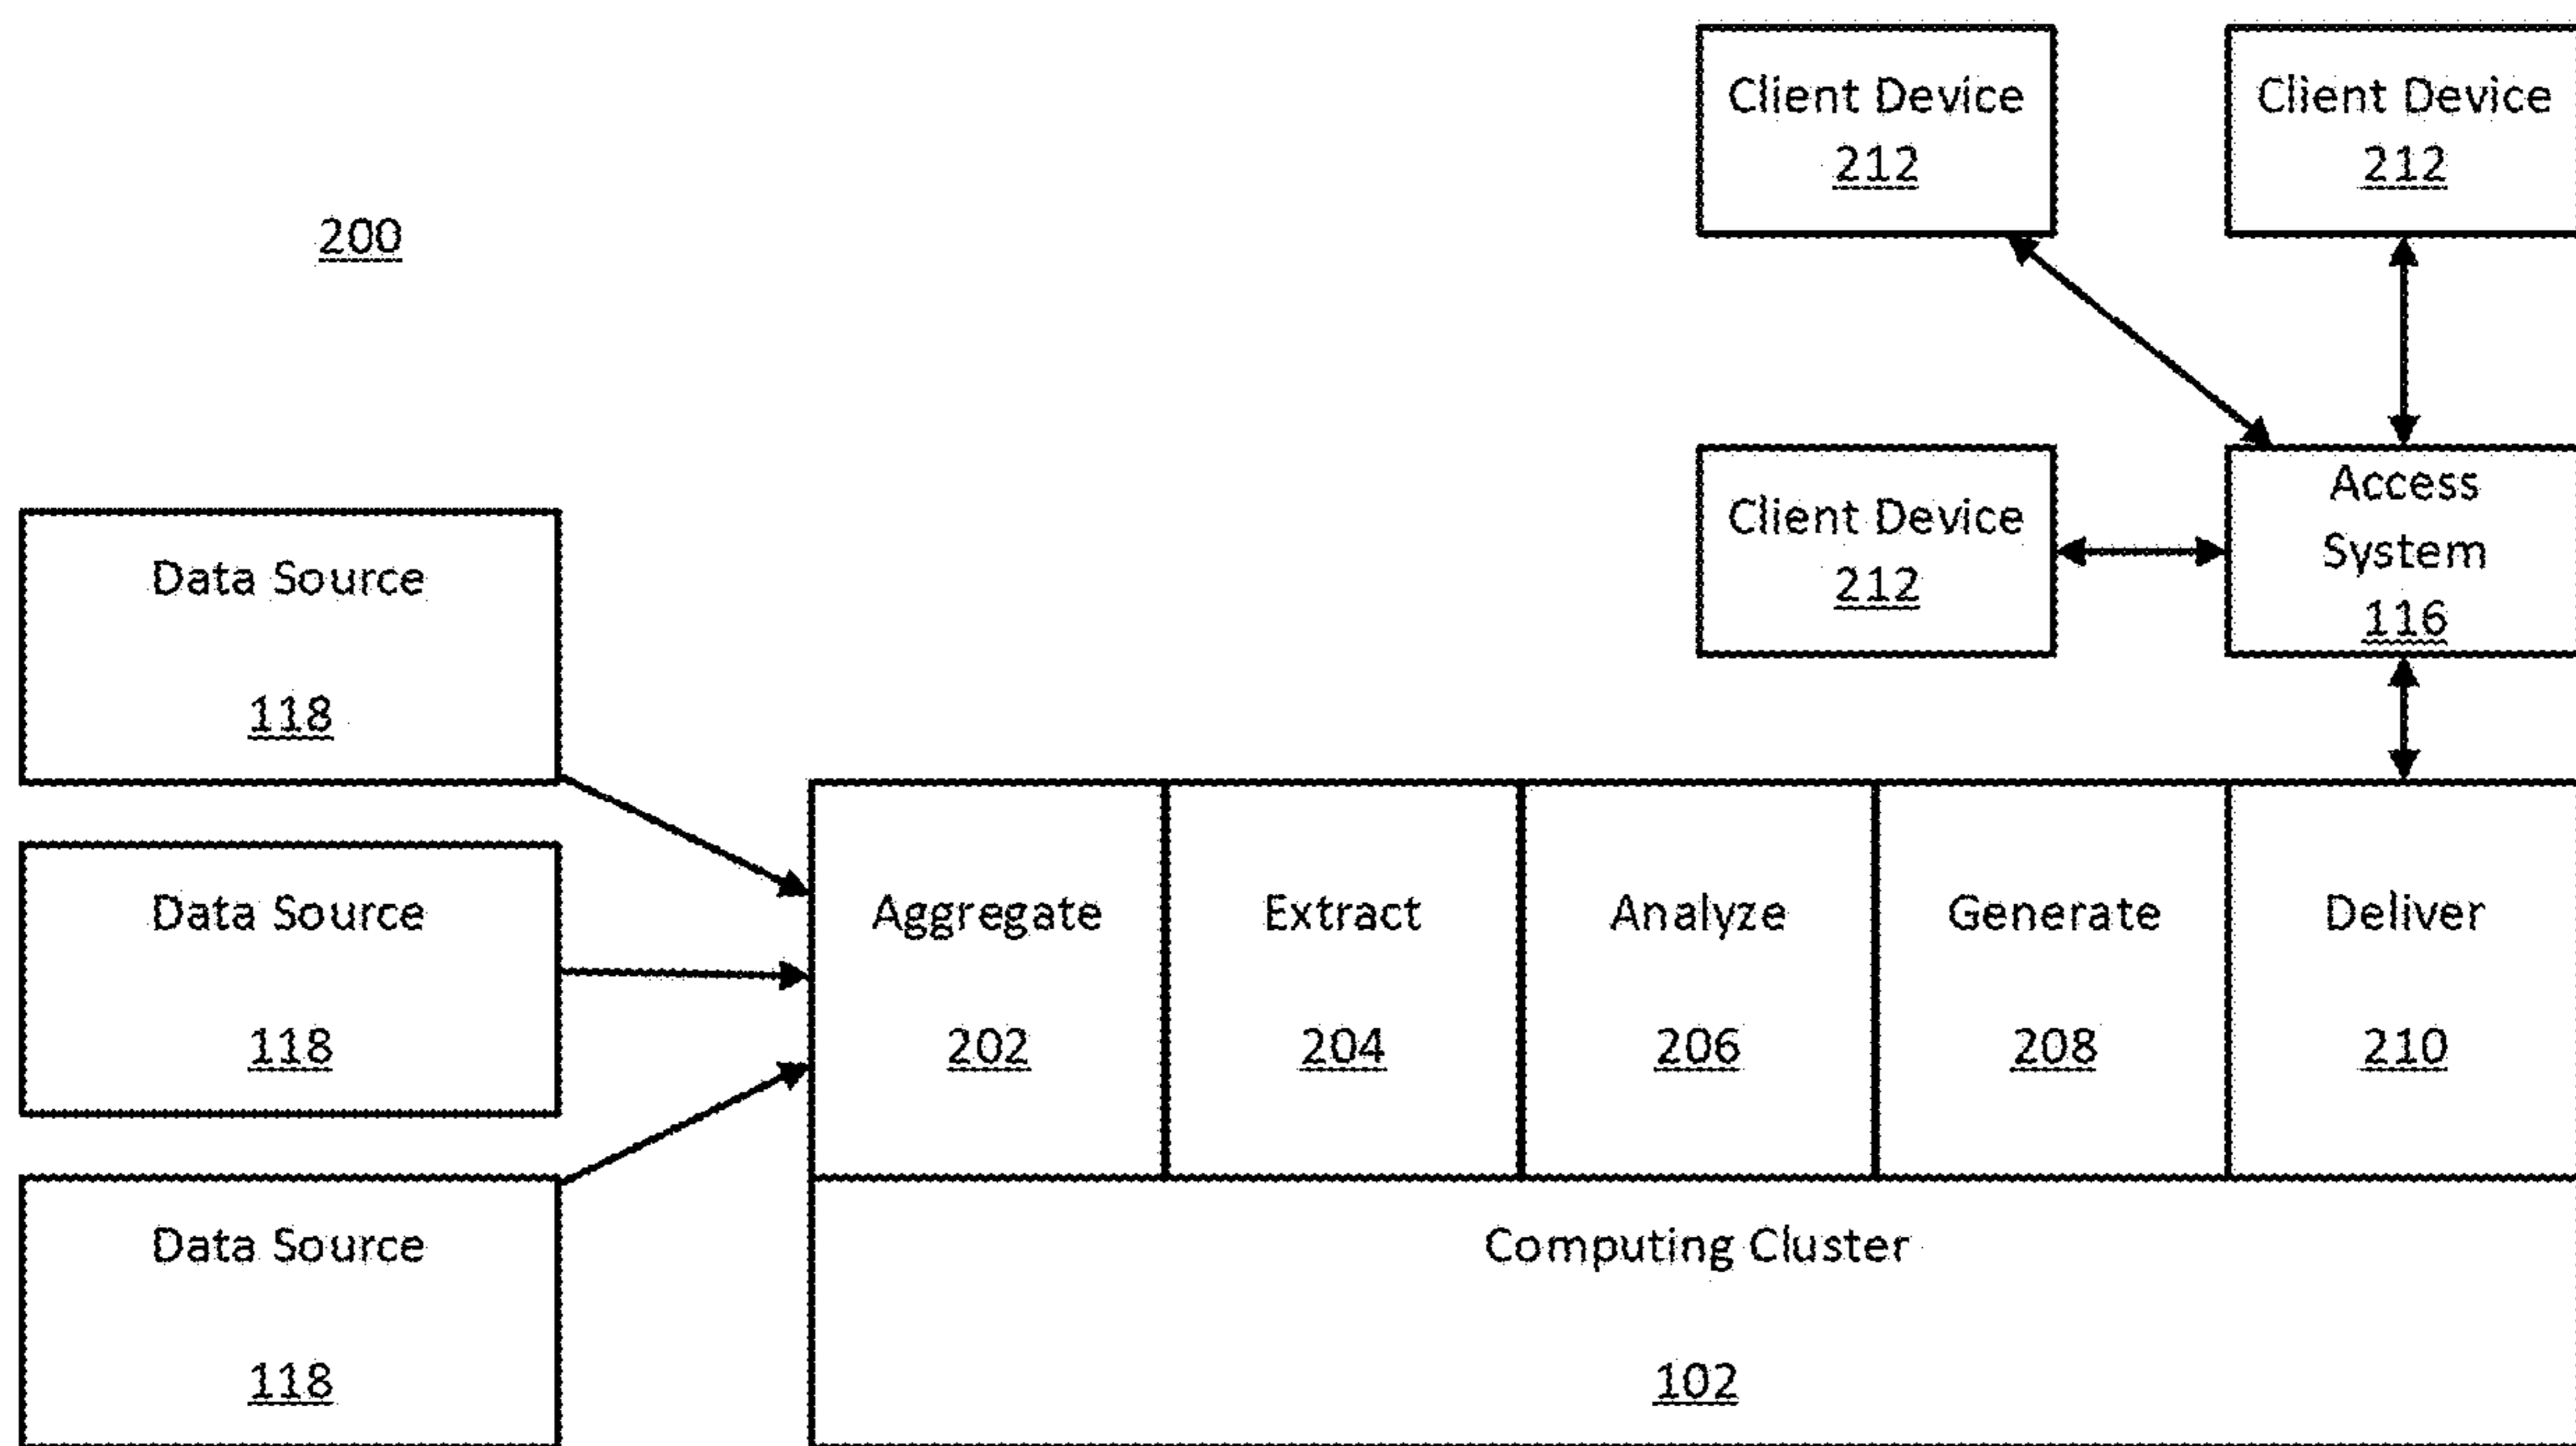 Client Device
212
Client Device
212
200
Client Device
212
Access
System
116
Data Source
118
Data Source
118
Data Source
118
Aggregate
202
Extract
204
Analyze
206
Generate
208
Deliver
210
Computing Cluster
102